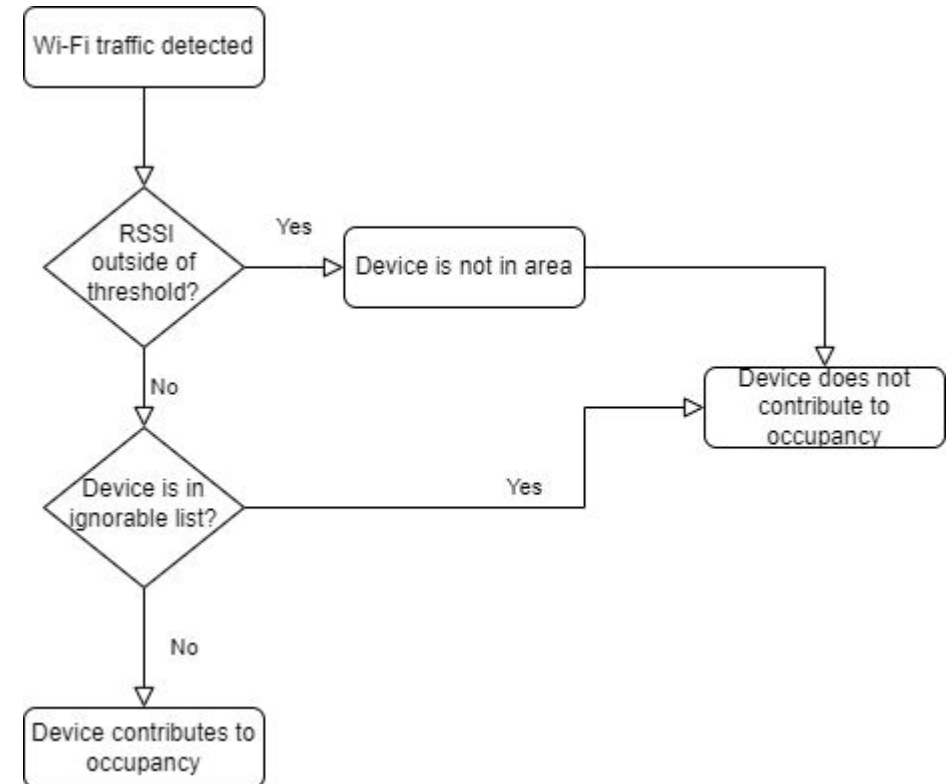 Wi-Fi traffic detected
RSSI
outside of
threshold?
Yes
Device is not in area
No
Device does not
contribute to
occupancy
Device is in
ignorable list?
Yes
No
Device contributes to
occupancy